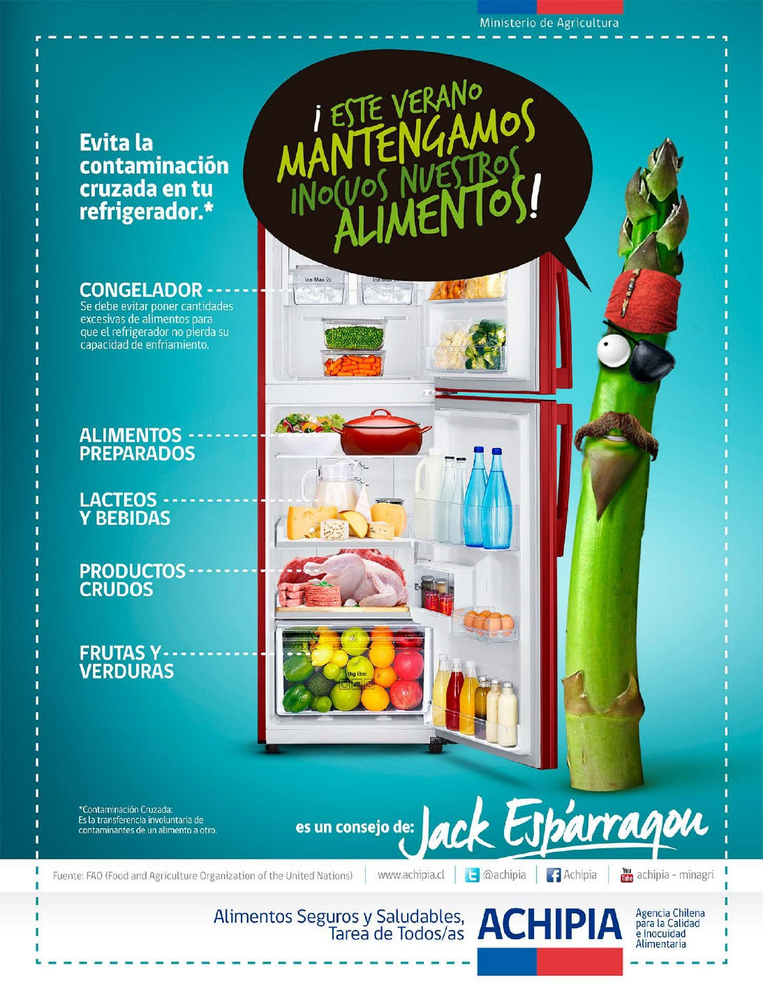 Ministerio de Agricultura
¡ESTE VERANO
MANTENGAMOS
INOCUOS NUESTROS
ALIMENTOS!
Evita la
contaminación
cruzada en tu
refrigerador.*
CONGELADOR
Se debe evitar poner cantidades
excesivas de alimentos para
que el refrigerador no pierda su
capacidad de enfriamiento.
Ice Max 2x
Ice Max
ALIMENTOS
PREPARADOS
LACTEOS
Y BEBIDAS
PRODUCTOS
CRUDOS
FRUTAS Y
VERDURAS
Big Box
*Contaminación Cruzada:
Es la transferencia involuntaria de
contaminantes de un alimento a otro.
es un consejo de: Jack Espárragou
Fuente: FAO (Food and Agriculture Organization of the United Nations)
www.achipia.cl
@achipia
Achipia
You Tube achipia - minagri
Alimentos Seguros y Saludables,
Tarea de Todos/as
ACHIPIA
Agencia Chilena
para la Calidad
e Inocuidad
Alimentaria